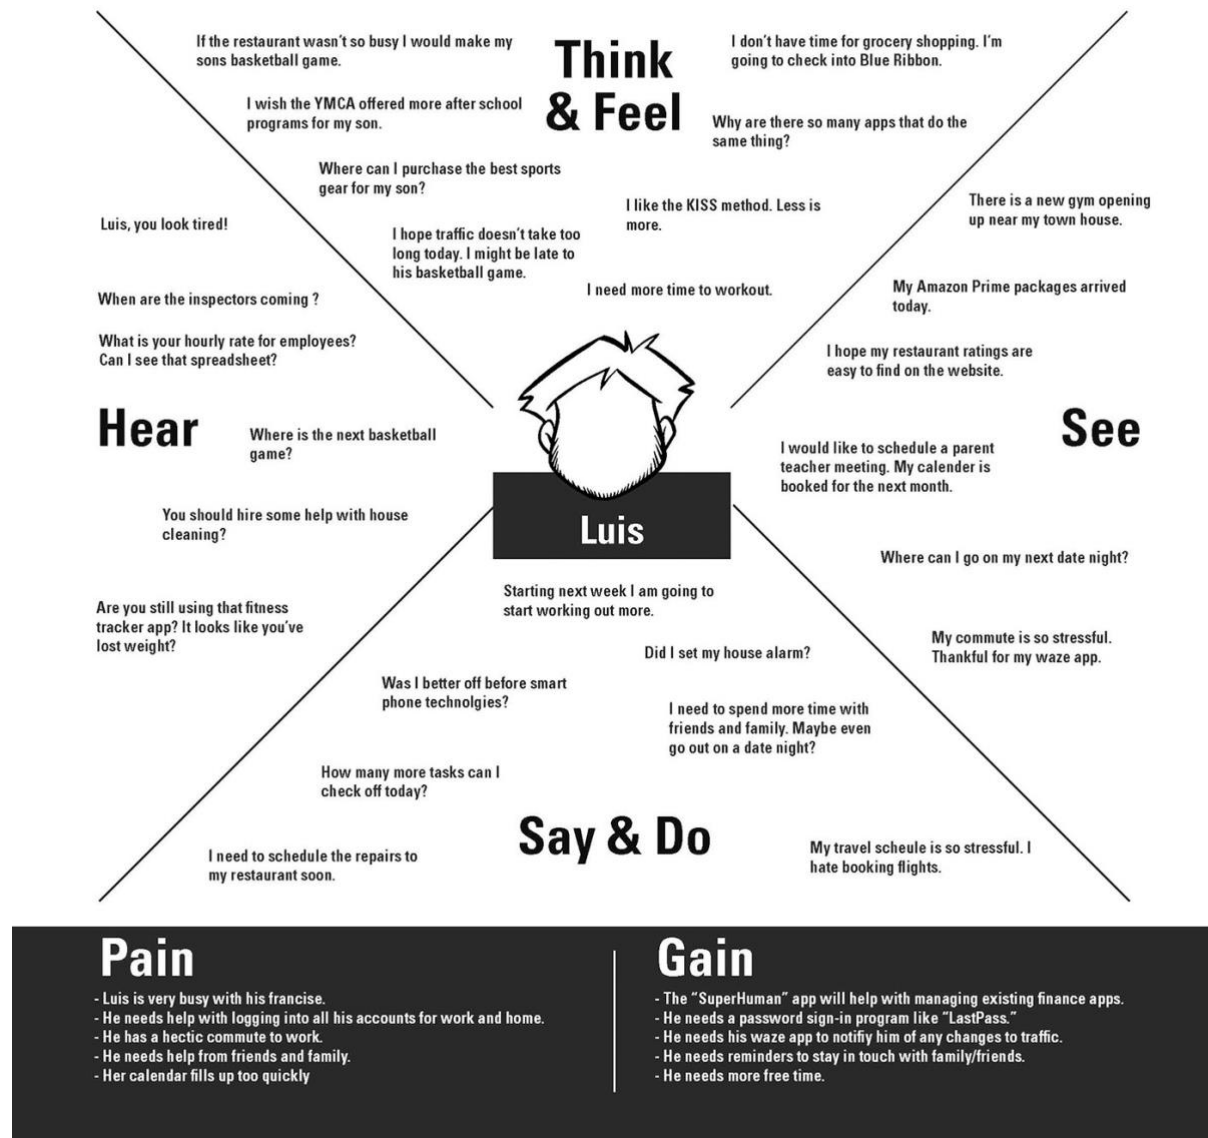 If the restaurant wasn't so busy I would make my
sons basketball game.
I wish the YMCA offered more after school
programs for my son.
Where can I purchase the best sports
gear for my son?
I hope traffic doesn't take too
long today. I might be late to
his basketball game.
Think
& Feel
I don't have time for grocery shopping. I'm
going to check into Blue Ribbon.
Why are there so many apps that do the
same thing?
I like the KISS method. Less is
more.
I need more time to workout.
Luis, you look tired!
When are the inspectors coming ?
What is your hourly rate for employees?
Can I see that spreadsheet?
Hear
Where is the next basketball
game?
You should hire some help with house
cleaning?
Are you still using that fitness
tracker app? It looks like you've
lost weight?
Luis
There is a new gym opening
up near my town house.
My Amazon Prime packages arrived
today.
I hope my restaurant ratings are
easy to find on the website.
See
I would like to schedule a parent
teacher meeting. My calender is
booked for the next month.
Where can I go on my next date night?
My commute is so stressful.
Thankful for my waze app.
Starting next week I am going to
start working out more.
Did I set my house alarm?
Was I better off before smart
phone technolgies?
I need to spend more time with
friends and family. Maybe even
go out on a date night?
How many more tasks can I
check off today?
Say & Do
I need to schedule the repairs to
my restaurant soon.
My travel scheule is so stressful. I
hate booking flights.
Pain
- Luis is very busy with his francise.
- He needs help with logging into all his accounts for work and home.
- He has a hectic commute to work.
- He needs help from friends and family.
- Her calendar fills up too quickly
Gain
- The "SuperHuman" app will help with managing existing finance apps.
- He needs a password sign-in program like "LastPass."
- He needs his waze app to notifiy him of any changes to traffic.
- He needs reminders to stay in touch with family/friends.
- He needs more free time.